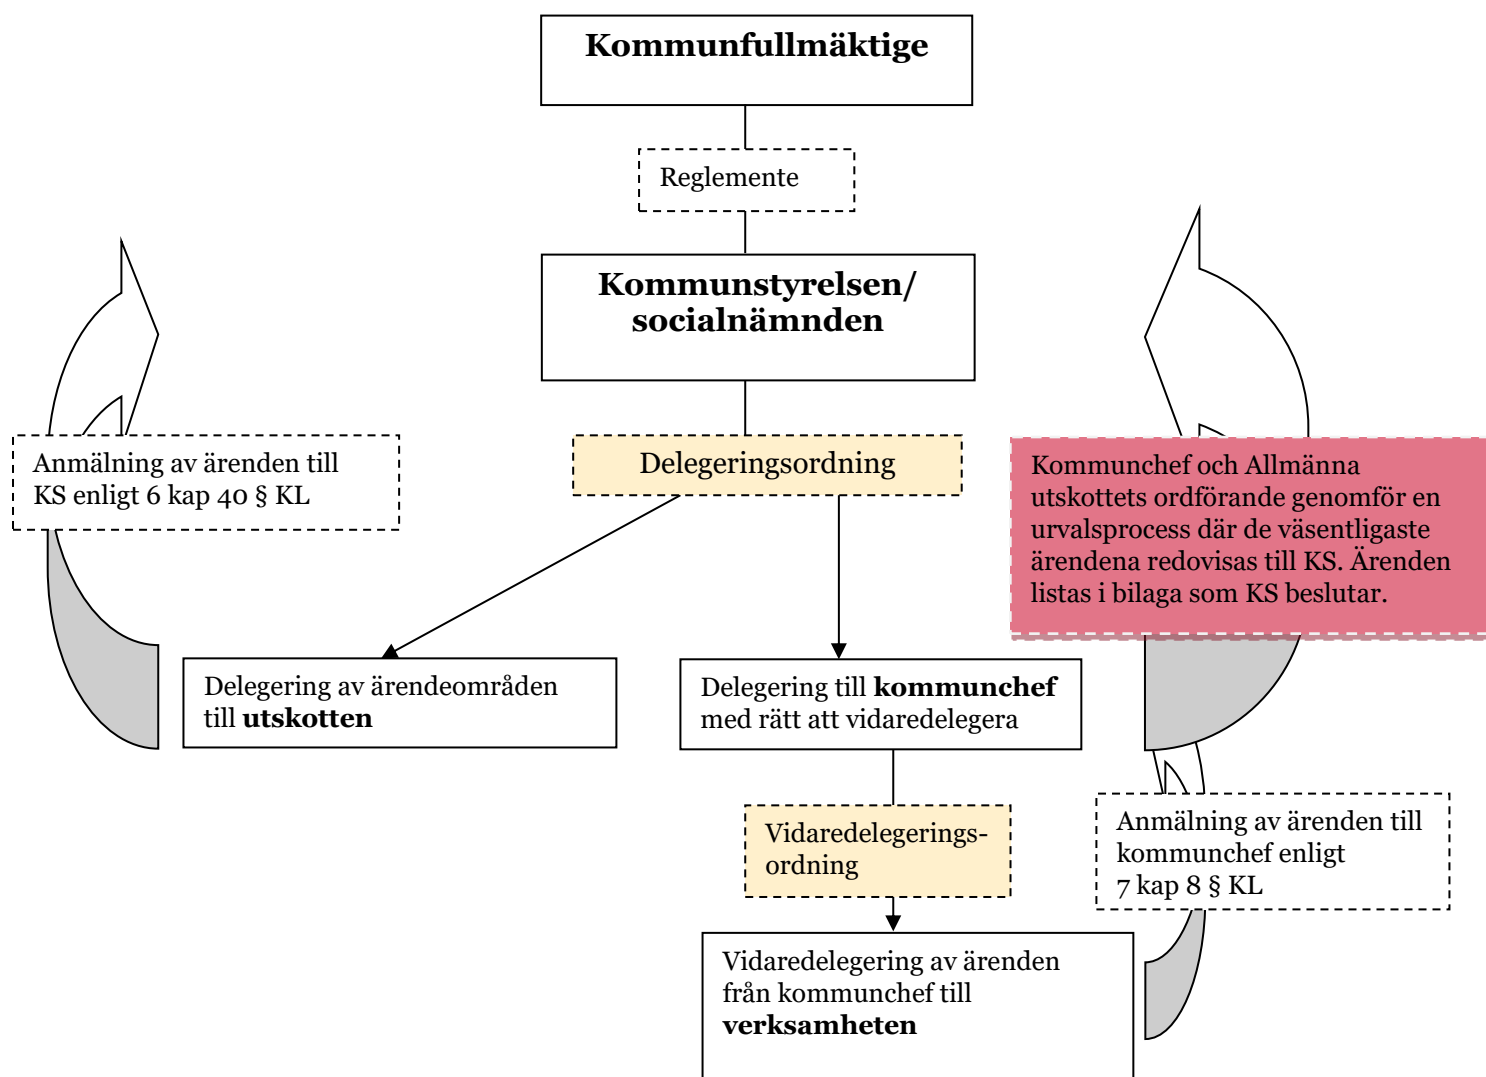 Kommunfullmäktige
Reglemente
Kommunstyrelsen/
socialnämnden
Delegeringsordning
Anmälning av ärenden till
KS enligt 6 kap 40 § KL
Kommunchef och Allmänna
utskottets ordförande genomför en
urvalsprocess där de väsentligaste
ärendena redovisas till KS. Ärenden
listas i bilaga som KS beslutar.
Delegering av ärendeområden
till utskotten
Delegering till kommunchef
med rätt att vidaredelegera
Vidaredelegerings-
ordning
Anmälning av ärenden till
kommunchef enligt
7 kap 8 § KL
Vidaredelegering av ärenden
från kommunchef till
verksamheten